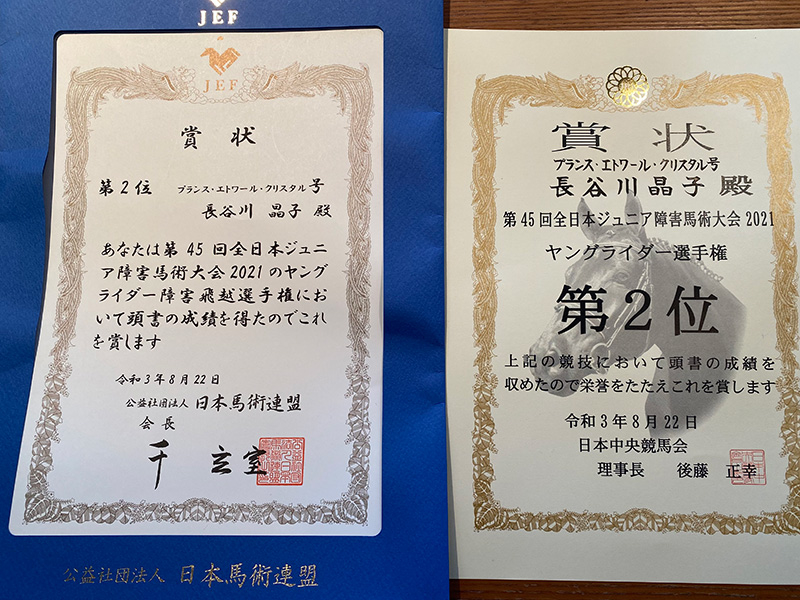 JEF
JEF
賞状
第2位 プランス・エトワール・クリスタル号
長谷川 晶子 殿
あなたは第45回全日本ジュニ
ア障害馬術大会2021のヤング
ライダー障害飛越選手権にお
いて頭書の成績を得たのでこれ
を賞します
令和3年8月22日
公益社団法人 日本馬術連盟
会長
千 玄室
公益社団法人 日本馬術連盟
賞状
プランス・エトワール・クリスタル号
長谷川晶子 殿
第45回全日本ジュニア障害馬術大会2021
ヤングライダー選手権
第2位
上記の競技において頭書の成績を
収めたので栄誉をたたえこれを賞します
令和3年8月22日
日本中央競馬会
理事長 後藤 正幸